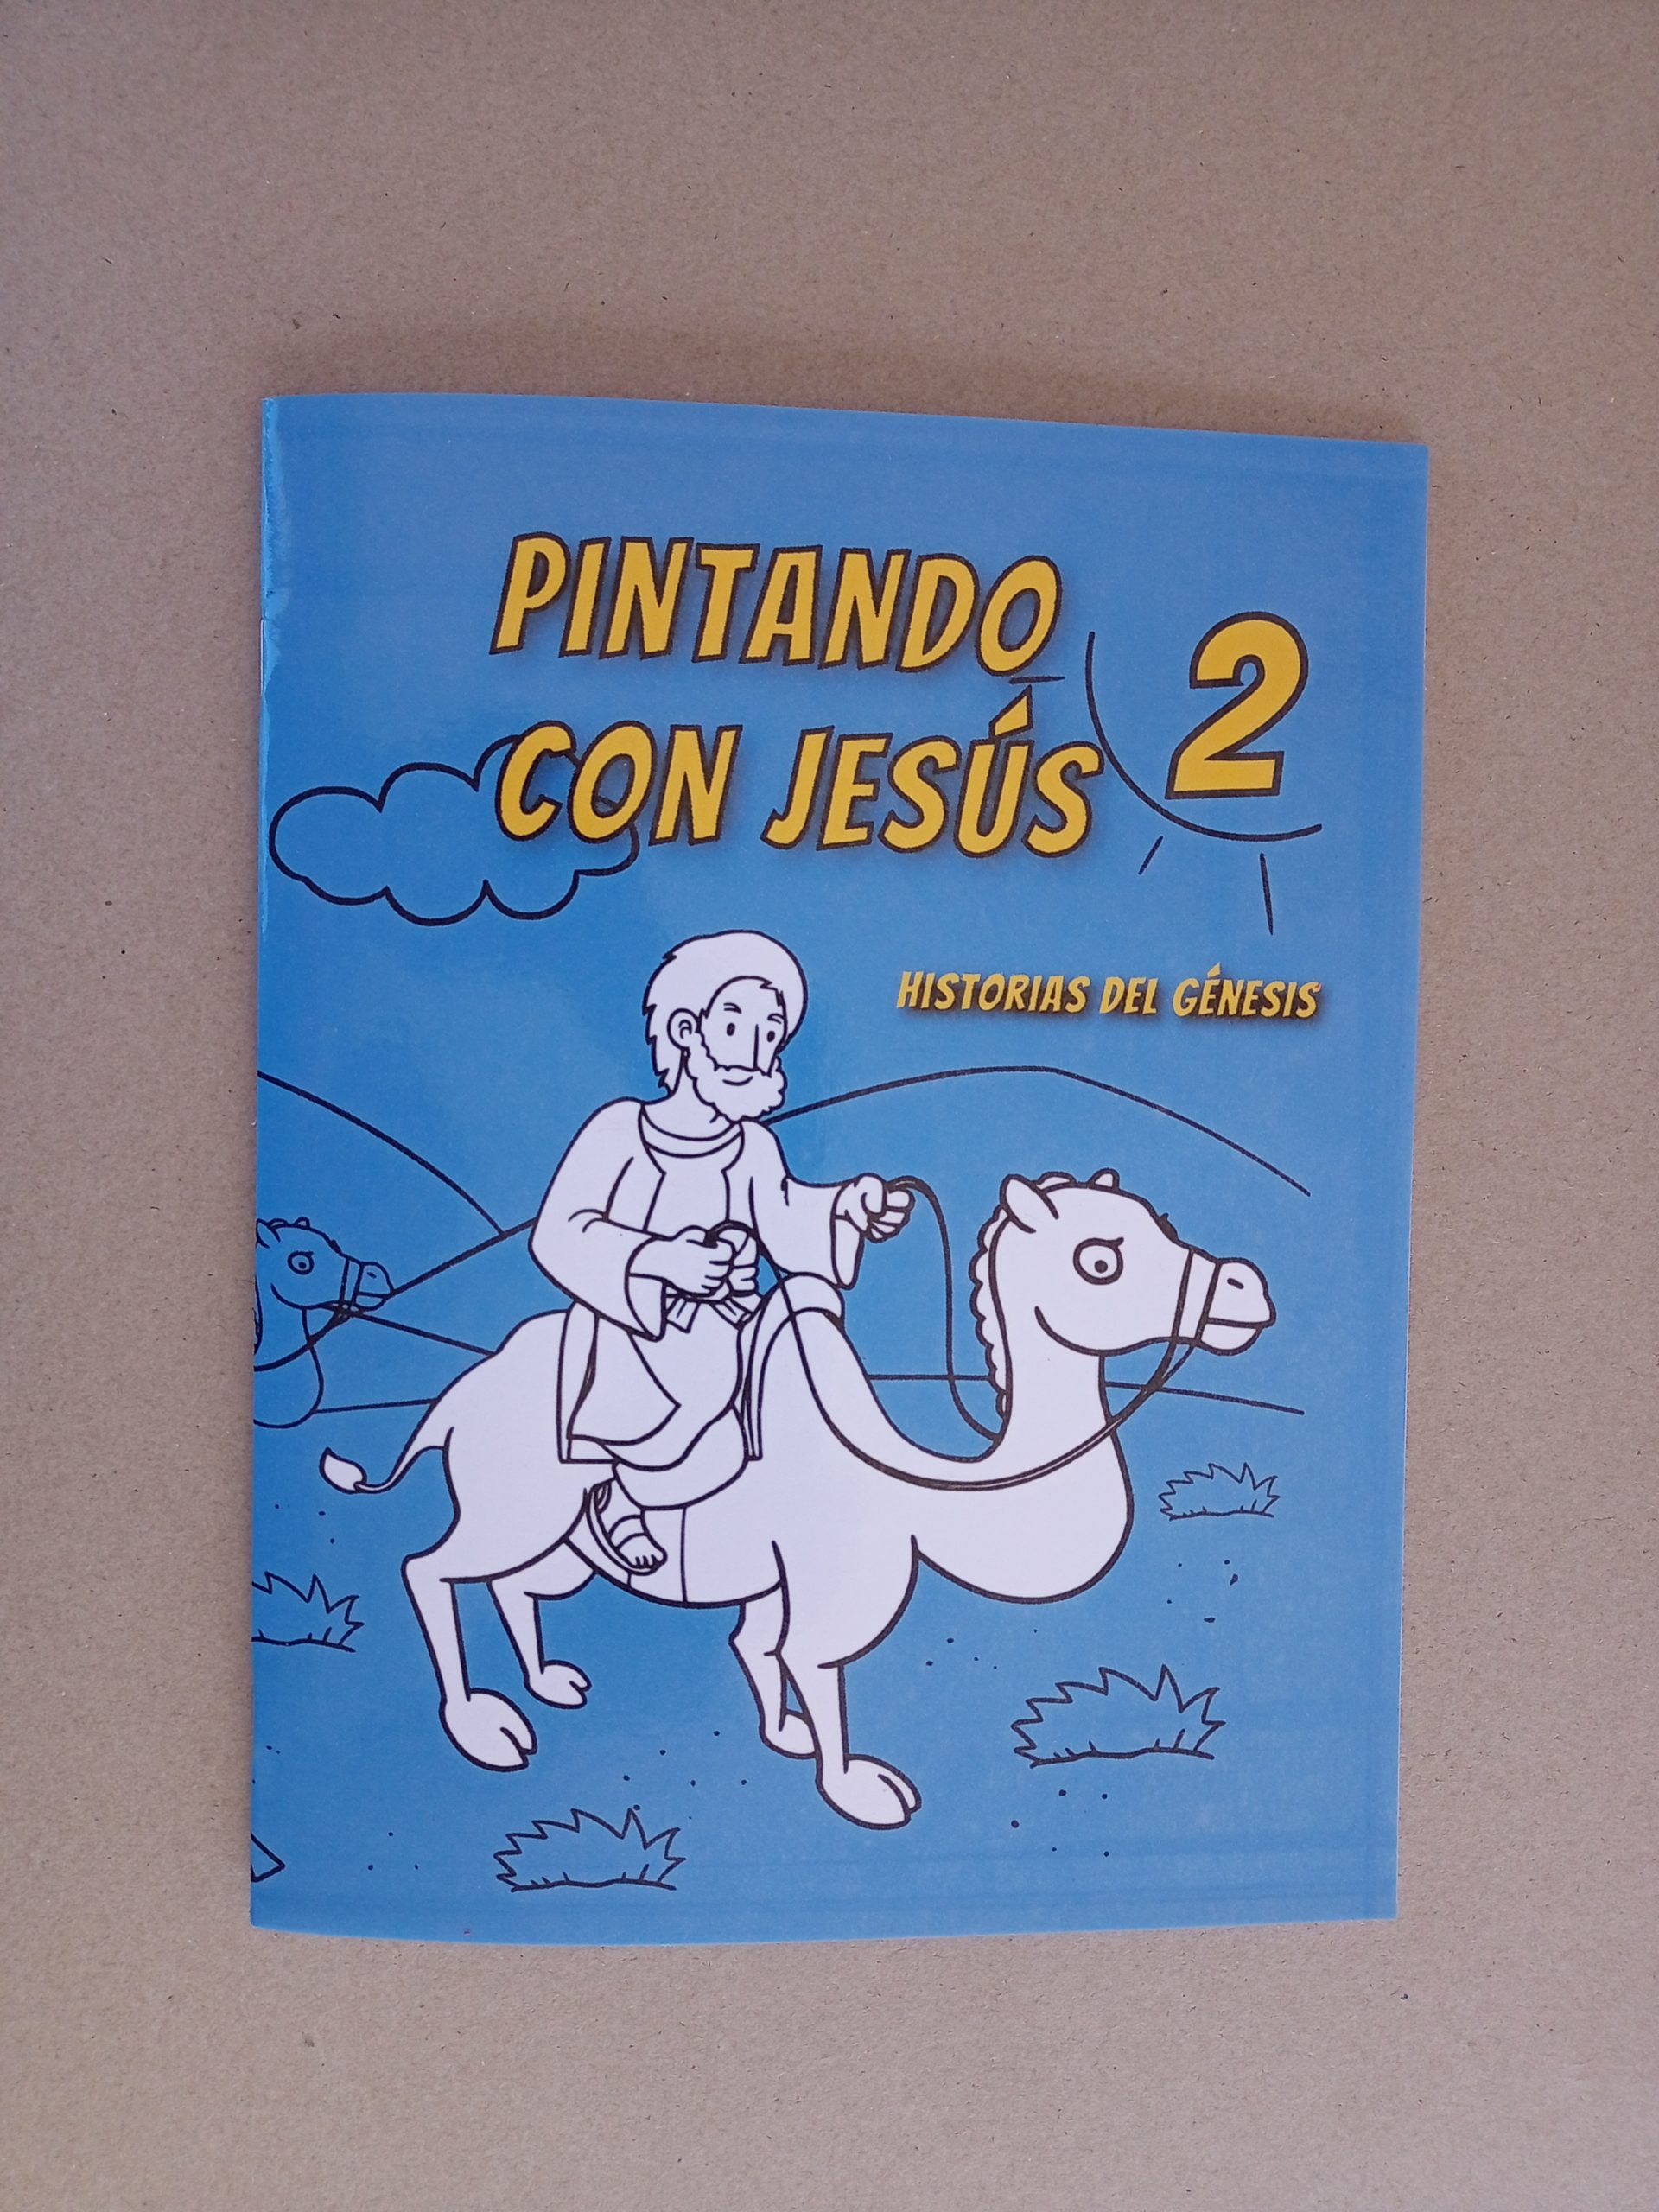 PINTANDO
CON JESÚS
2
HISTORIAS DEL GÉNESIS